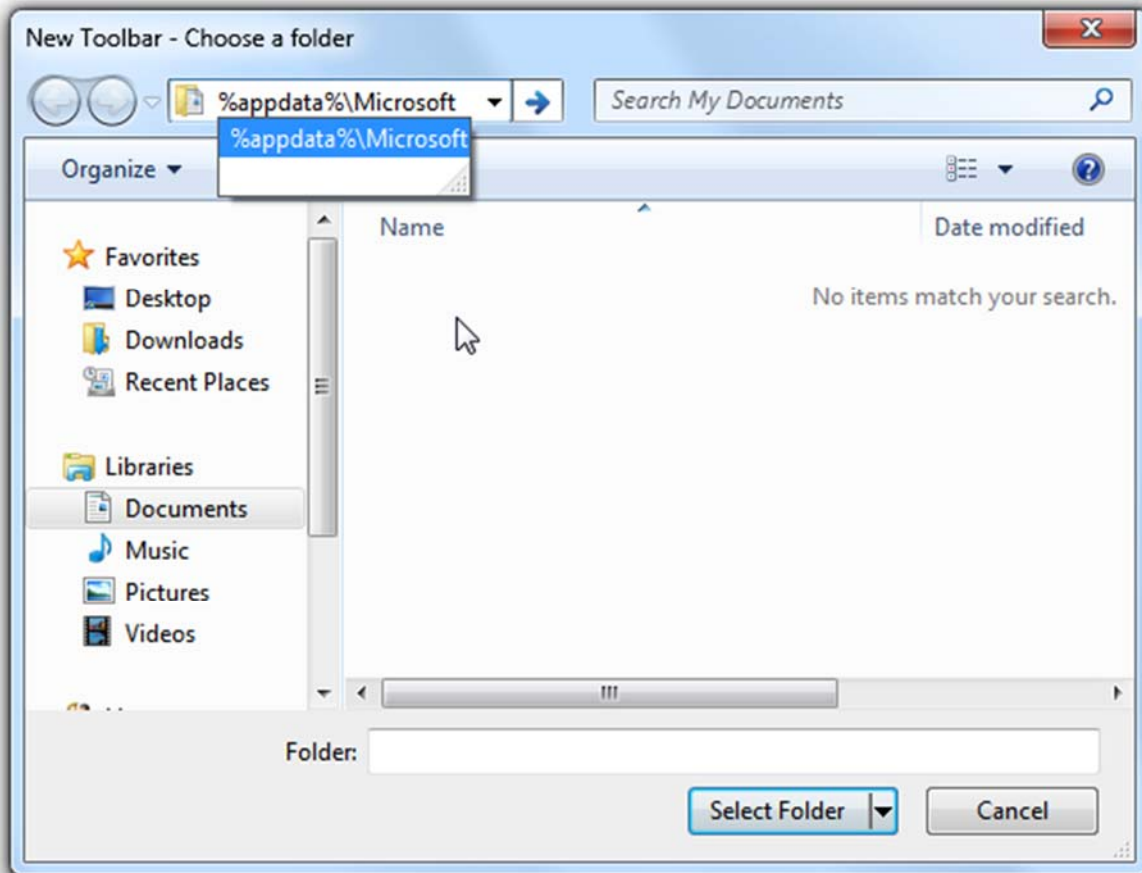 New Toolbar - Choose a folder
%appdata%\Microsoft
Search My Documents
%appdata%\Microsoft
Organize
Name
Date modified
No items match your search.
Favorites
Desktop
Downloads
Recent Places
Libraries
Documents
Music
Pictures
Videos
Folder:
Select Folder
Cancel